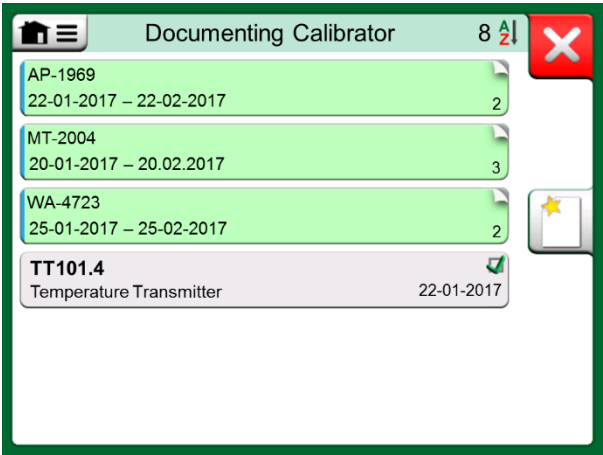 Documenting Calibrator 8 AZ
AP-1969
22-01-2017 – 22-02-2017 2
MT-2004
20-01-2017 – 20.02.2017 3
WA-4723
25-01-2017 – 25-02-2017 2
TT101.4
Temperature Transmitter 22-01-2017